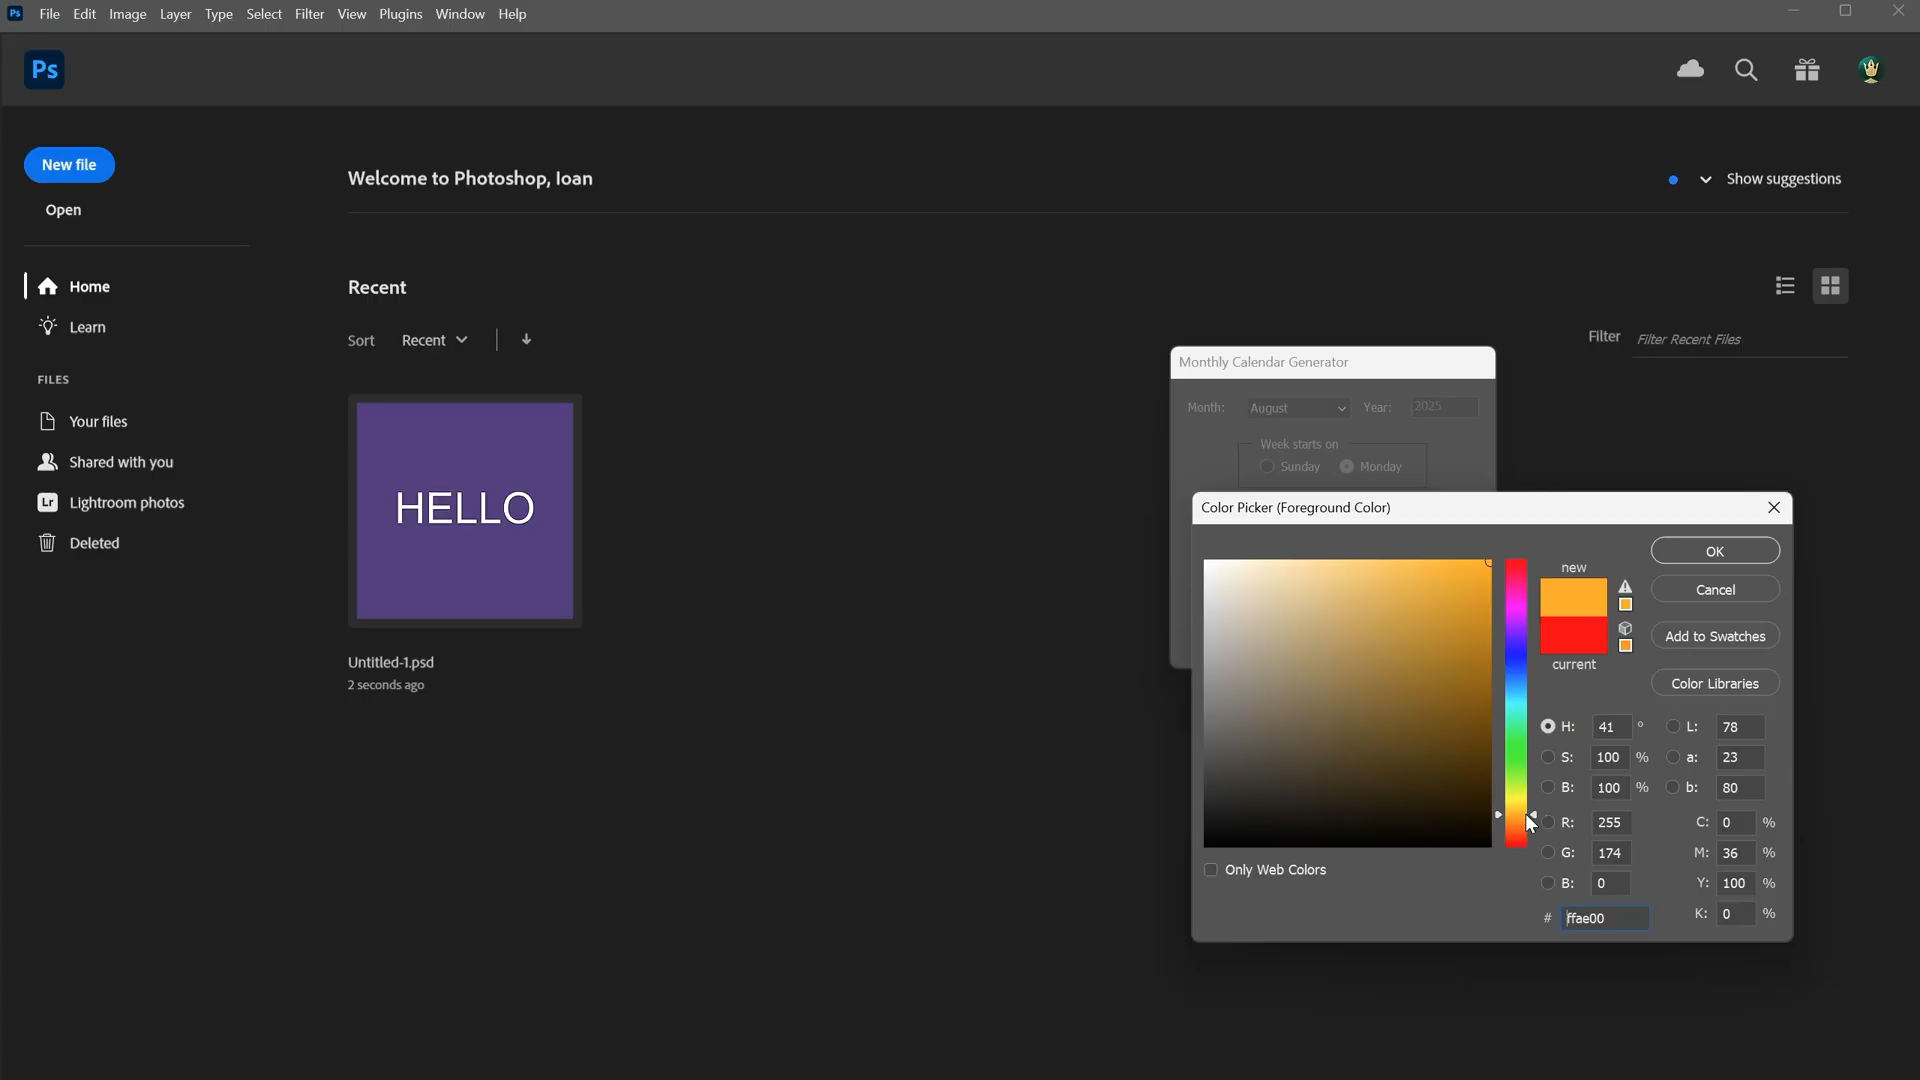 Ps File Edit Image Layer Type Select Filter View Plugins Window Help
Ps
New file
Open
Home
Learn
FILES
Your files
Shared with you
Lr Lightroom photos
Deleted
Welcome to Photoshop, Ioan
Show suggestions
Recent
Sort Recent
Filter Filter Recent Files
HELLO
Untitled-1.psd
2 seconds ago
Monthly Calendar Generator
Month: August Year: 2025
Week starts on
Sunday Monday
Color Picker (Foreground Color)
new
current
OK
Cancel
Add to Swatches
Color Libraries
H: 41 ° L: 78
S: 100 % a: 23
B: 100 % b: 80
R: 255 C: 0 %
G: 174 M: 36 %
B: 0 Y: 100 %
# ffae00 K: 0 %
Only Web Colors